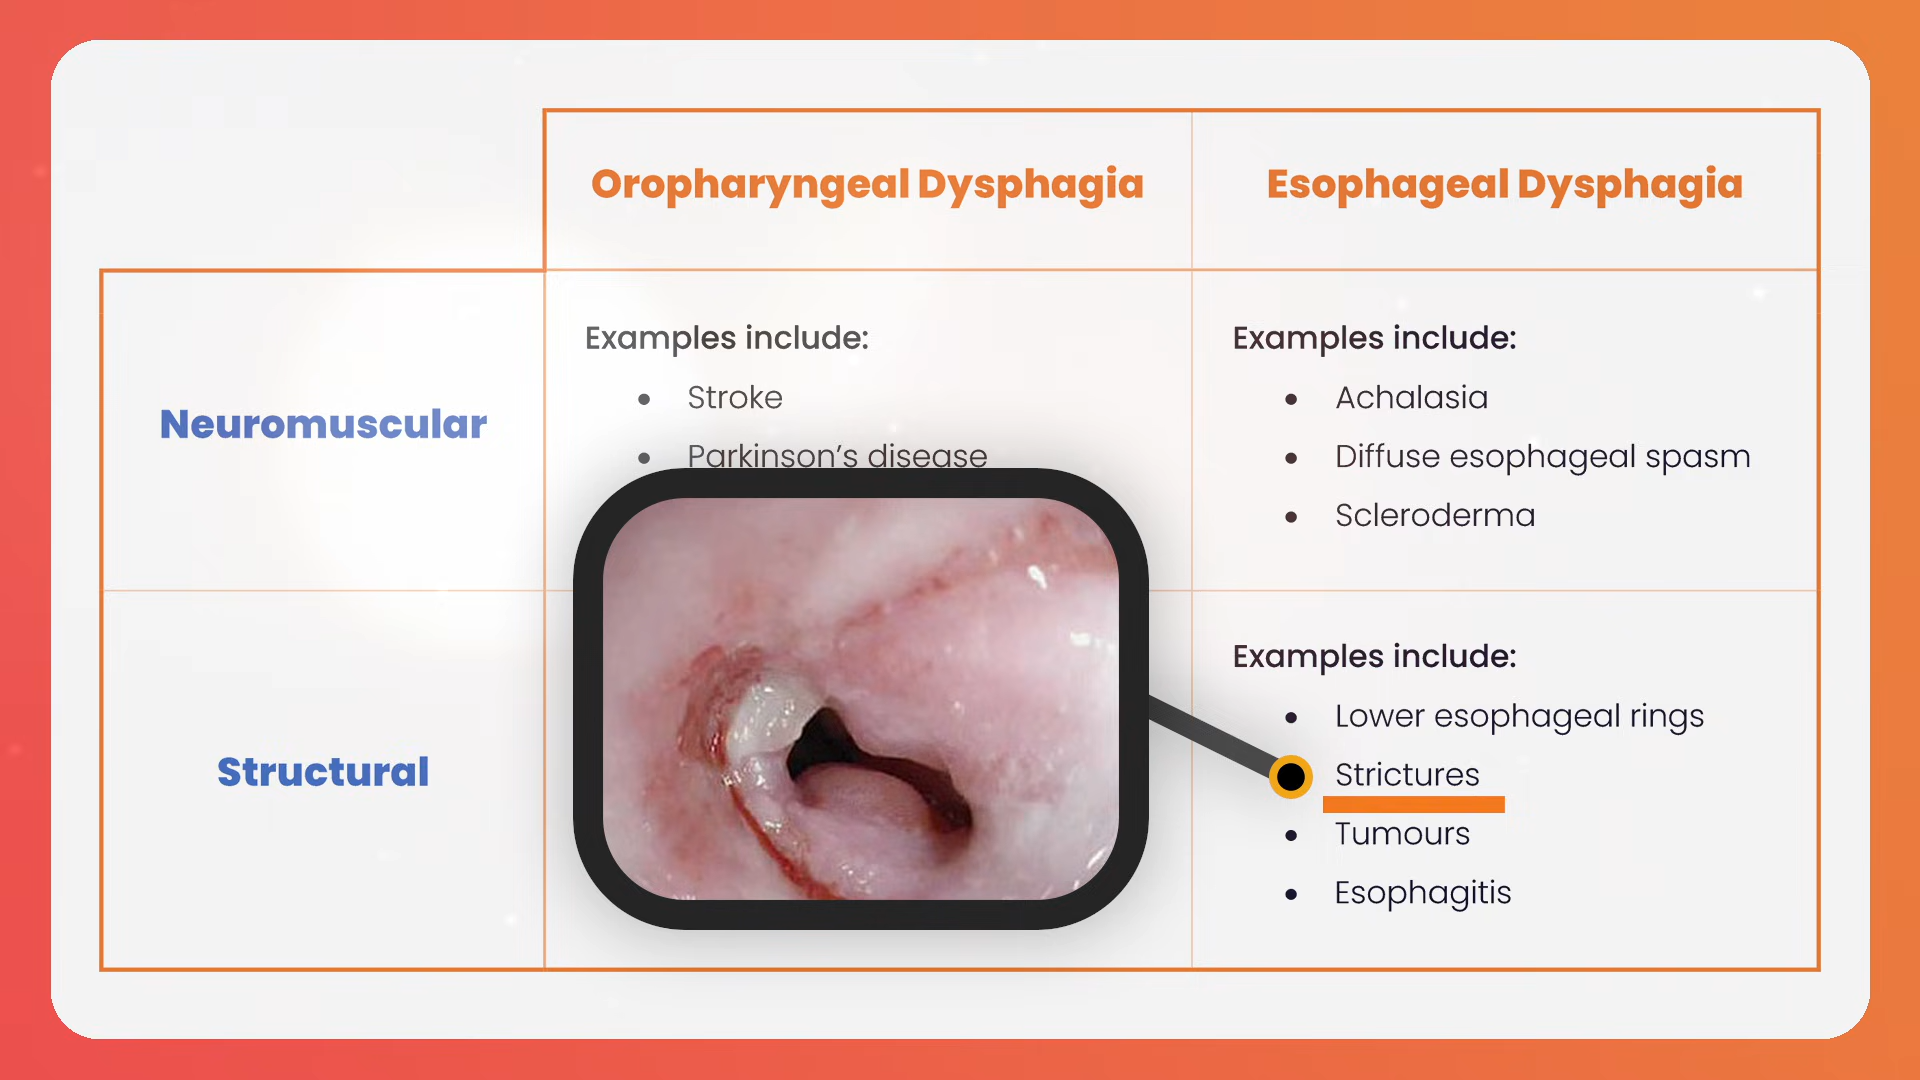 Oropharyngeal Dysphagia
Esophageal Dysphagia
Neuromuscular
Examples include:
• Stroke
• Parkinson’s disease
Examples include:
• Achalasia
• Diffuse esophageal spasm
• Scleroderma
Structural
Examples include:
• Lower esophageal rings
• Strictures
• Tumours
• Esophagitis